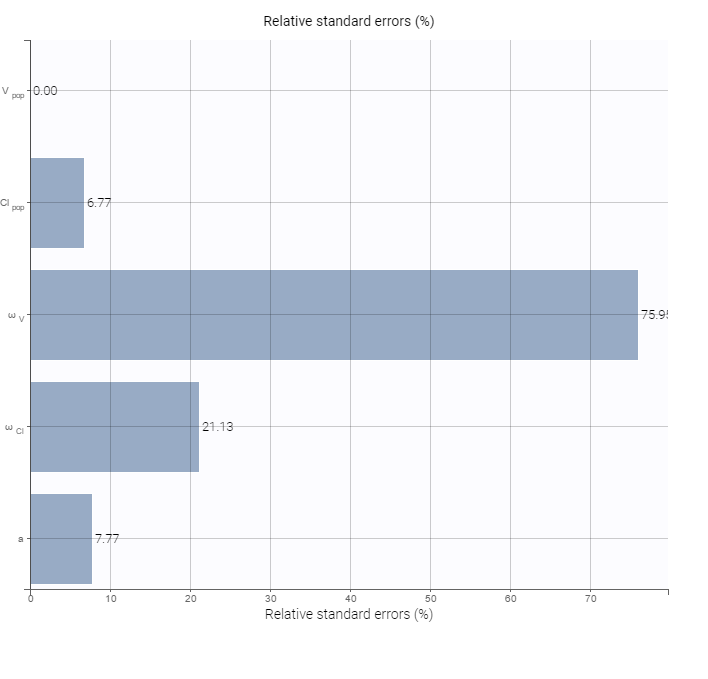 Relative standard errors (%)
V pop 0.00
Cl pop 6.77
ω V
ω Cl 21.13
a 7.77
0 10 20 30 40 50 60 70
Relative standard errors (%)